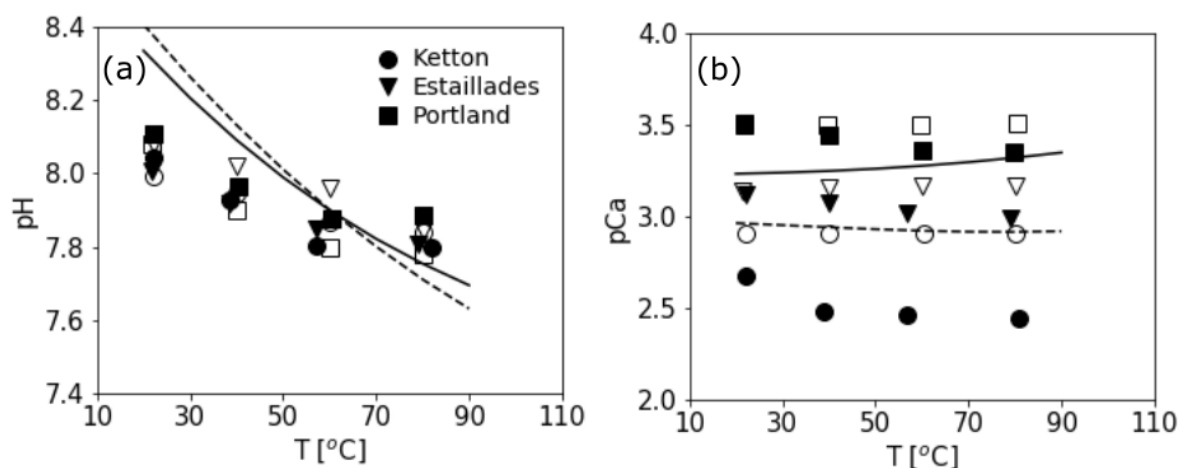 (a)
8.4
8.2
8.0
7.8
7.6
7.4
pH
Ketton
Estaillades
Portland
10 30 50 70 90 110
T [°C]
(b)
4.0
3.5
3.0
2.5
2.0
pCa
10 30 50 70 90 110
T [°C]